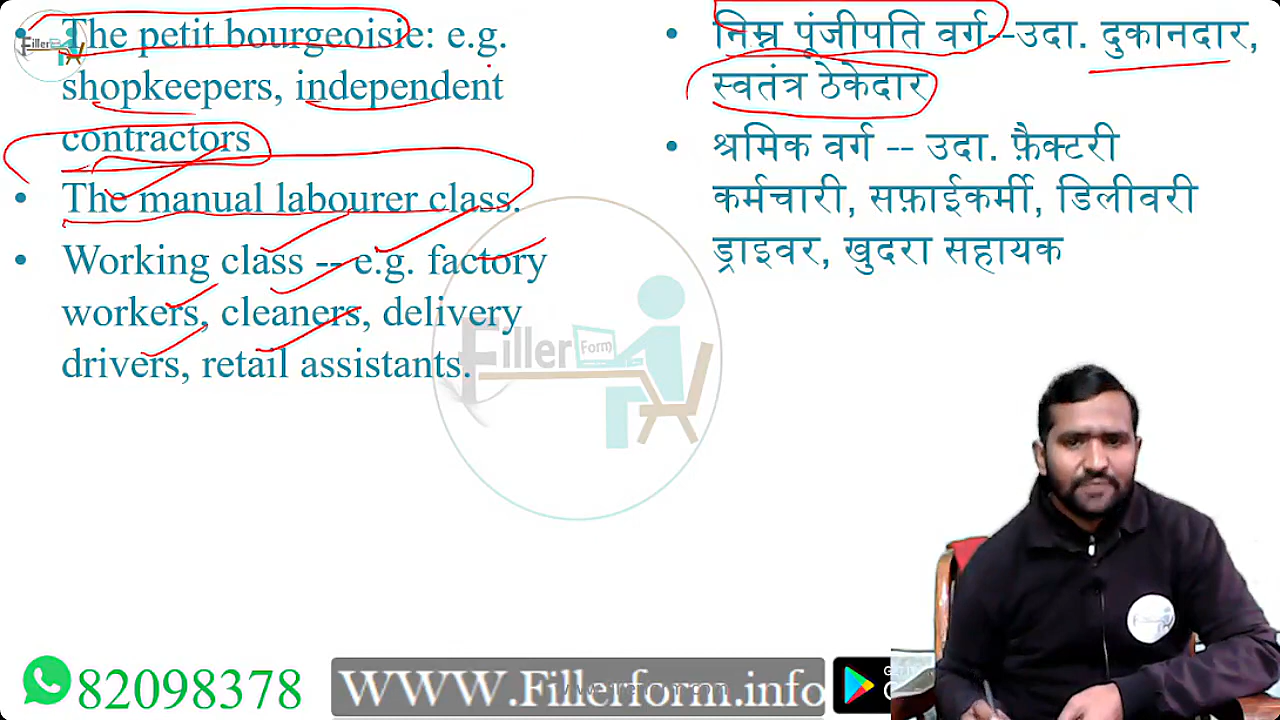 • The petit bourgeoisie: e.g.
shopkeepers, independent
contractors
• The manual labourer class.
• Working class -- e.g. factory
workers, cleaners, delivery
drivers, retail assistants.
• निम्न पूंजीपति वर्ग--उदा. दुकानदार,
स्वतंत्र ठेकेदार
• श्रमिक वर्ग -- उदा. फ़ैक्टरी
कर्मचारी, सफ़ाईकर्मी, डिलीवरी
ड्राइवर, खुदरा सहायक
Filler
Form
82098378
www.Fillerform.info